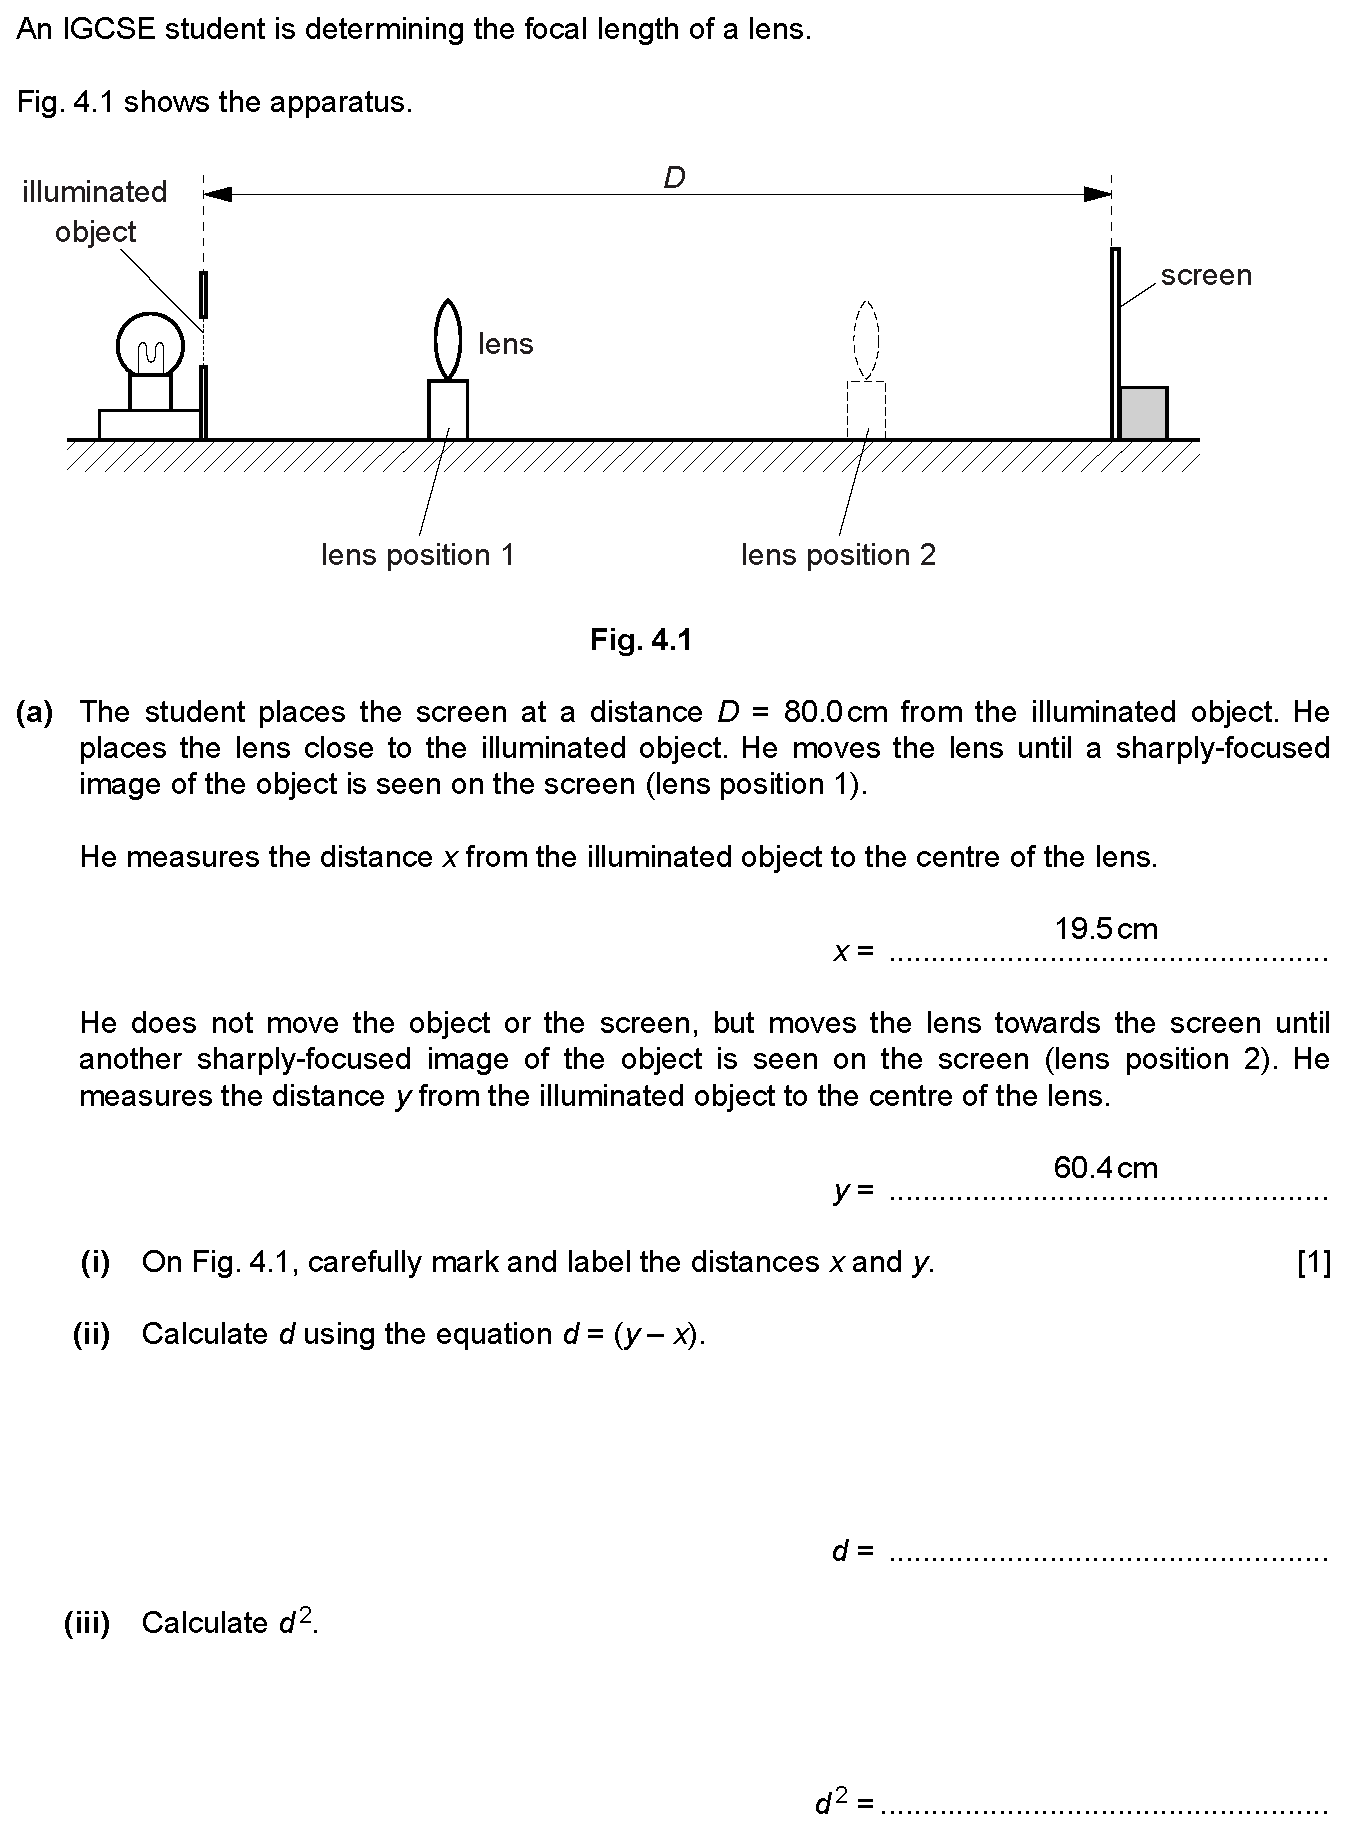 An IGCSE student is determining the focal length of a lens.
Fig. 4.1 shows the apparatus.
D
illuminated
object
screen
lens
lens position 1
lens position 2
Fig. 4.1
(a) The student places the screen at a distance D = 80.0 cm from the illuminated object. He
places the lens close to the illuminated object. He moves the lens until a sharply-focused
image of the object is seen on the screen (lens position 1).
He measures the distance x from the illuminated object to the centre of the lens.
19.5 cm
x = ....................................................
He does not move the object or the screen, but moves the lens towards the screen until
another sharply-focused image of the object is seen on the screen (lens position 2). He
measures the distance y from the illuminated object to the centre of the lens.
60.4 cm
y = ....................................................
(i) On Fig. 4.1, carefully mark and label the distances x and y. [1]
(ii) Calculate d using the equation d = (y – x).
d = ....................................................
(iii) Calculate d².
d² = ....................................................